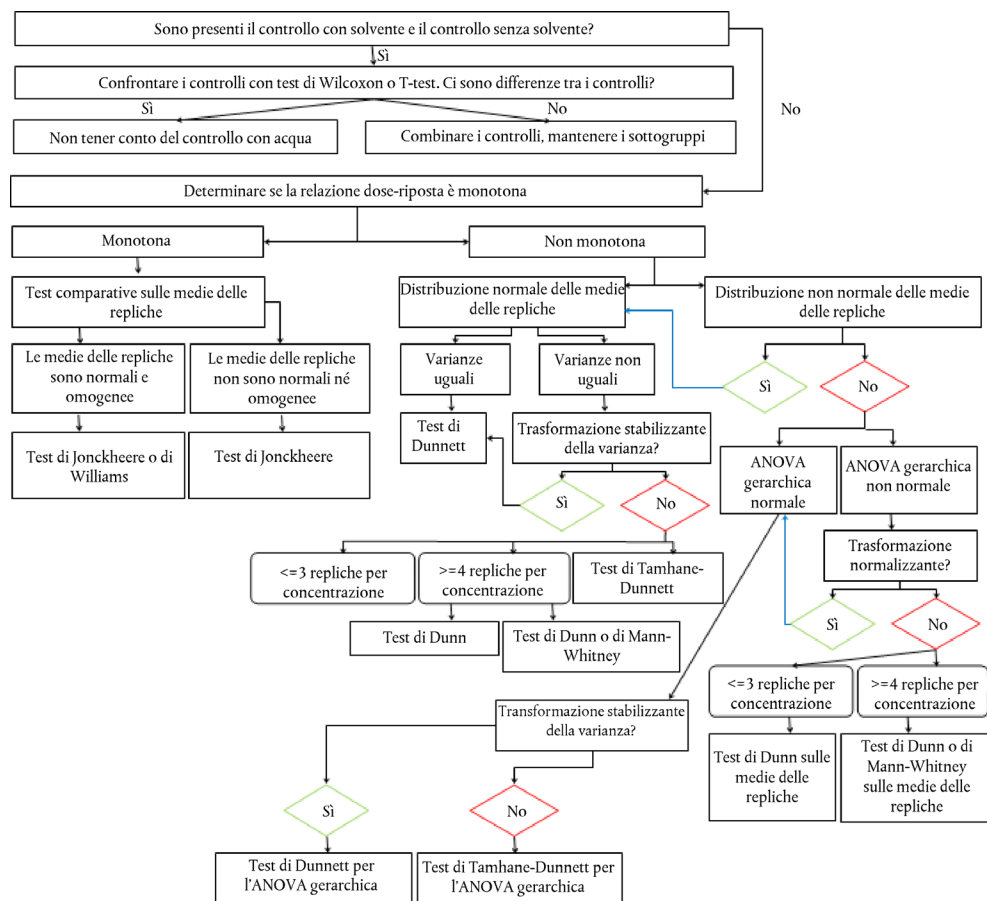 Sono presenti il controllo con solvente e il controllo senza solvente?
Sì
Confrontare i controlli con test di Wilcoxon o T-test. Ci sono differenze tra i controlli?
Sì
No
No
Non tener conto del controllo con acqua
Combinare i controlli, mantenere i sottogruppi
Determinare se la relazione dose-riposta è monotona
Monotona
Non monotona
Test comparative sulle medie delle
repliche
Distribuzione normale delle medie
delle repliche
Distribuzione non normale delle medie
delle repliche
Le medie delle repliche
sono normali e
omogenee
Le medie delle repliche
non sono normali né
omogenee
Varianze
uguali
Varianze non
uguali
Sì
No
Test di Jonckheere o di
Williams
Test di Jonckheere
Test di
Dunnett
Trasformazione stabilizzante
della varianza?
ANOVA
gerarchica
normale
ANOVA gerarchica
non normale
Sì
No
Trasformazione
normalizzante?
<=3 repliche per
concentrazione
>=4 repliche per
concentrazione
Test di Tamhane-
Dunnett
Sì
No
Test di Dunn
Test di Dunn o di Mann-
Whitney
<=3 repliche per
concentrazione
>=4 repliche per
concentrazione
Transformazione stabilizzante
della varianza?
Test di Dunn sulle
medie delle
repliche
Test di Dunn o di
Mann-Whitney
sulle medie delle
repliche
Sì
No
Test di Dunnett per
l'ANOVA gerarchica
Test di Tamhane-Dunnett per
l'ANOVA gerarchica